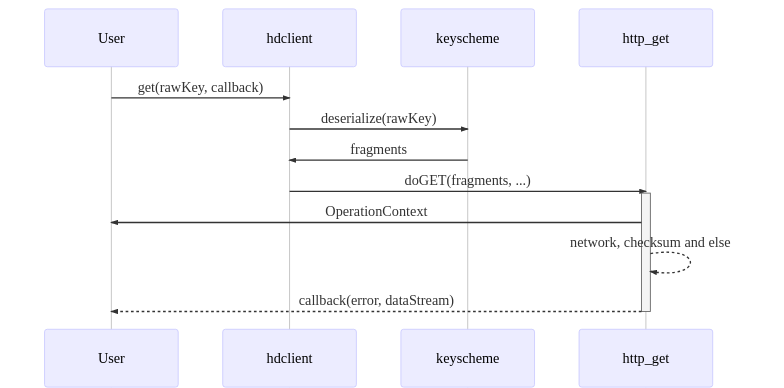 User hdclient keyscheme http_get
get(rawKey, callback)
deserialize(rawKey)
fragments
doGET(fragments, ...)
OperationContext
network, checksum and else
callback(error, dataStream)
User hdclient keyscheme http_get